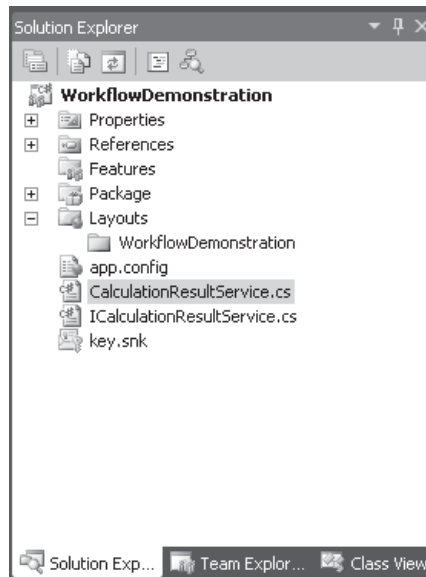 Solution Explorer
WorkflowDemonstration
Properties
References
Features
Package
Layouts
WorkflowDemonstration
app.config
CalculationResultService.cs
ICalculationResultService.cs
key.snk
Solution Exp... Team Explor... Class View